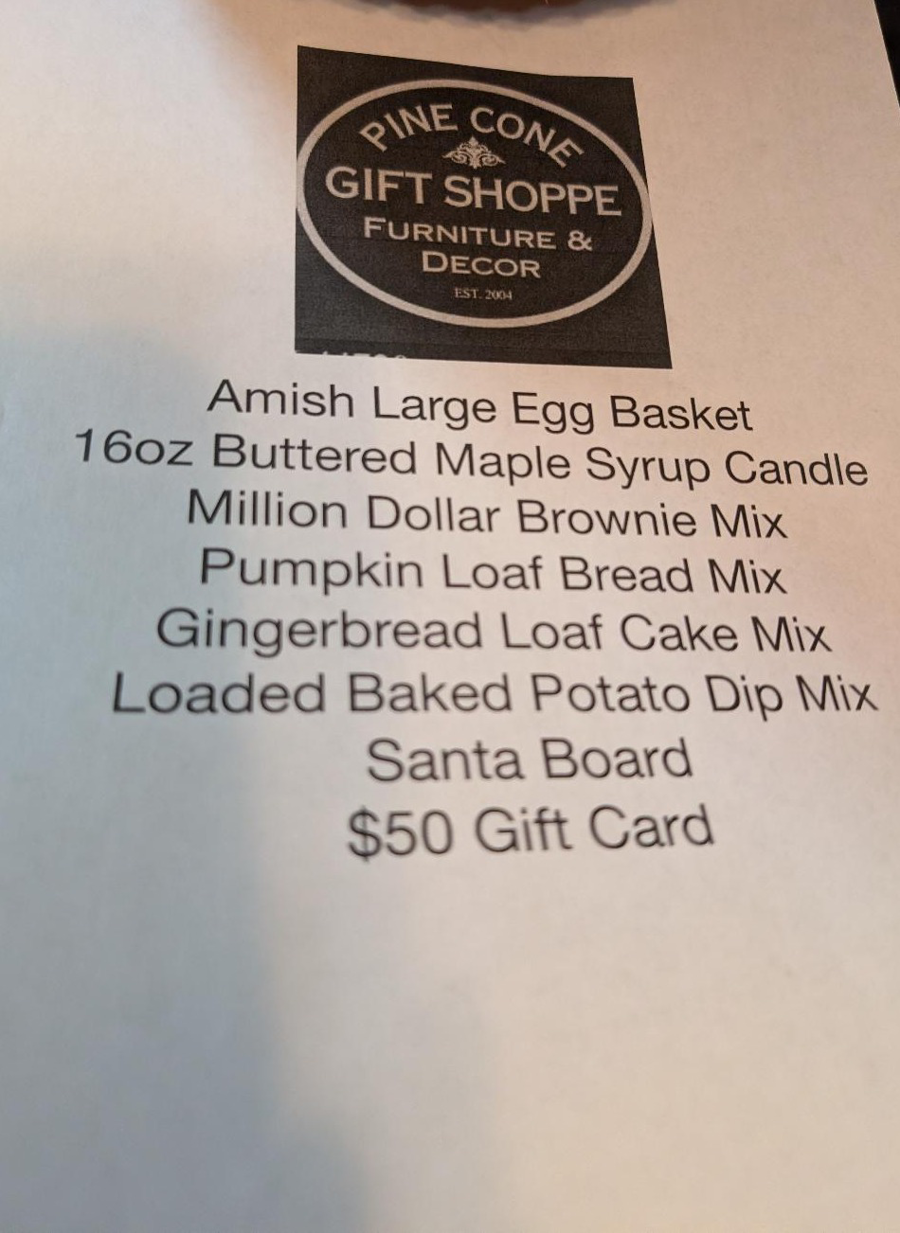 PINE CONE
GIFT SHOPPE
FURNITURE &
DECOR
EST. 2004
Amish Large Egg Basket
16oz Buttered Maple Syrup Candle
Million Dollar Brownie Mix
Pumpkin Loaf Bread Mix
Gingerbread Loaf Cake Mix
Loaded Baked Potato Dip Mix
Santa Board
$50 Gift Card